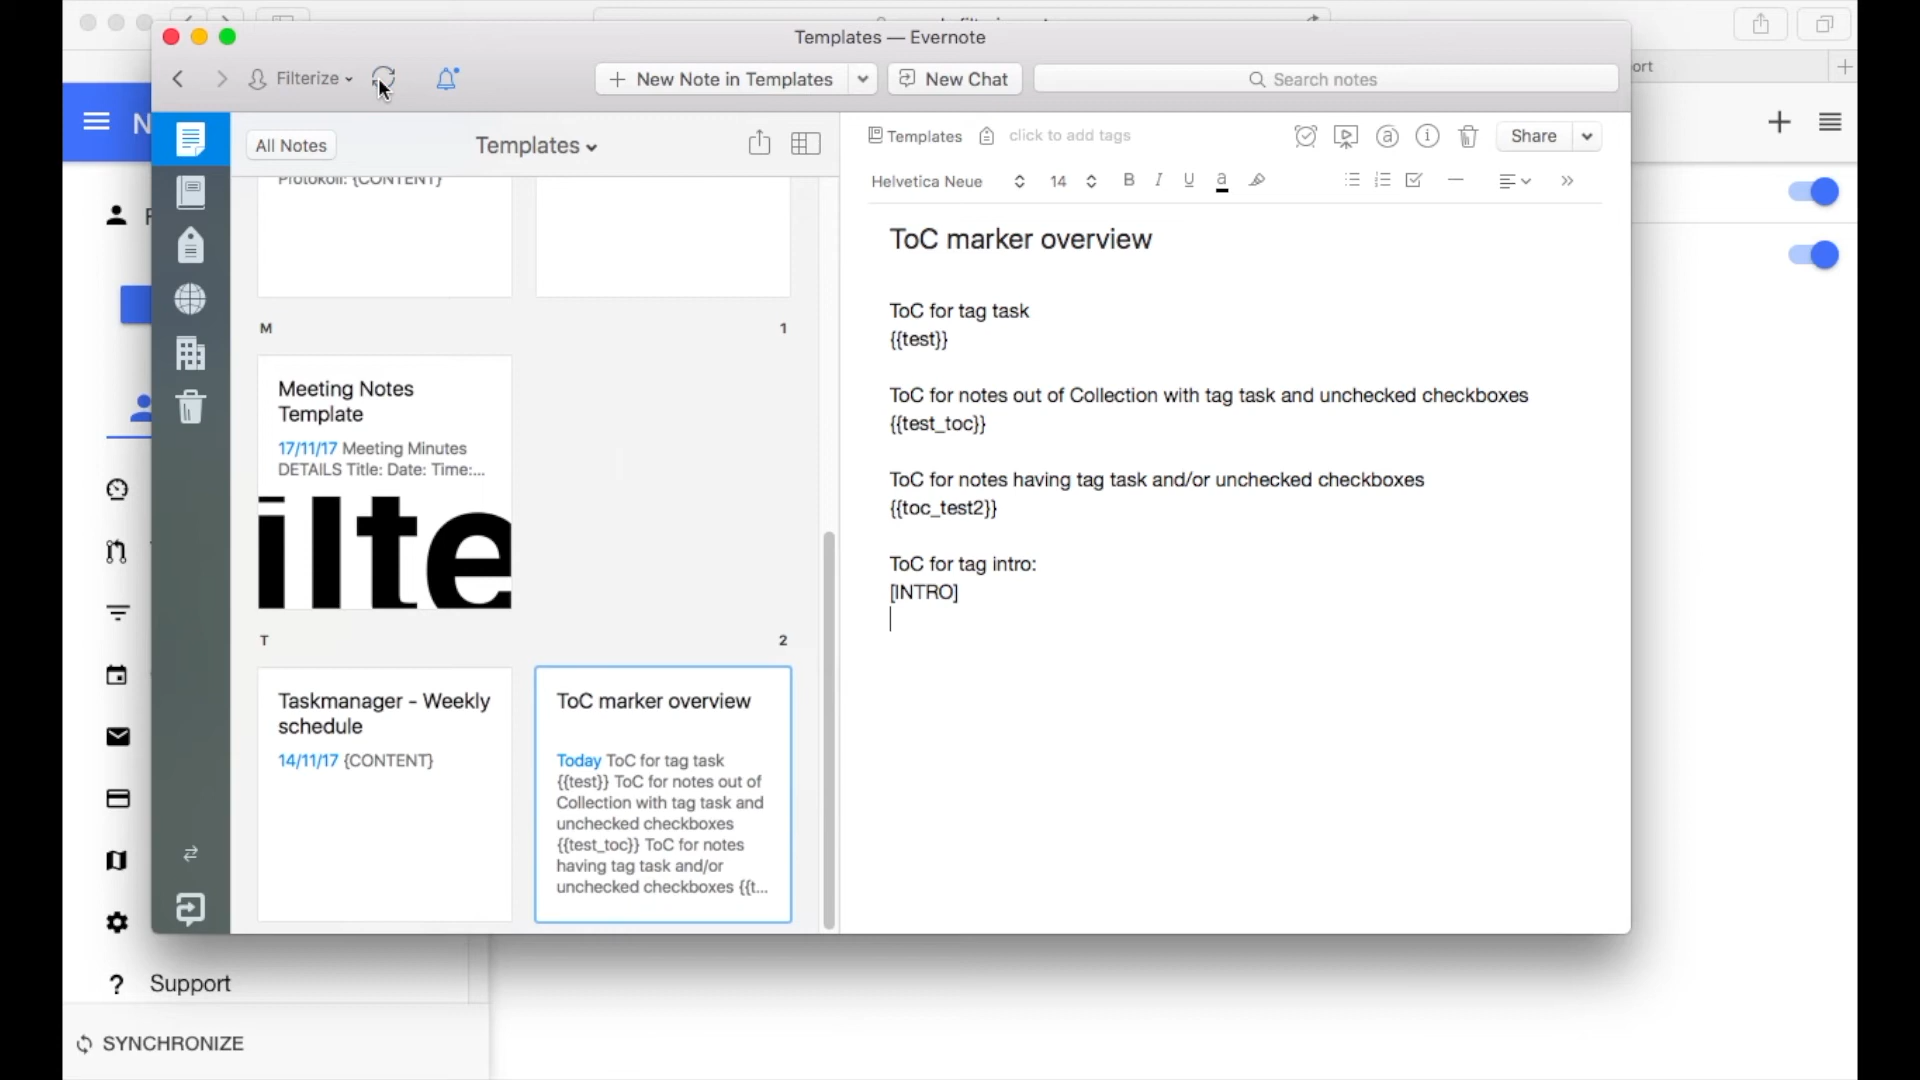 Templates — Evernote
Filterize
New Note in Templates
New Chat
Search notes
ort
N
All Notes
Templates
Templates
click to add tags
Share
Helvetica Neue
14
B
I
U
a
Protokoll: {CONTENT}
ToC marker overview
ToC for tag task
{{test}}
ToC for notes out of Collection with tag task and unchecked checkboxes
{{test_toc}}
ToC for notes having tag task and/or unchecked checkboxes
{{toc_test2}}
ToC for tag intro:
[INTRO]
M
1
Meeting Notes
Template
17/11/17 Meeting Minutes
DETAILS Title: Date: Time:...
ilte
T
2
Taskmanager - Weekly
schedule
14/11/17 {CONTENT}
ToC marker overview
Today ToC for tag task
{{test}} ToC for notes out of
Collection with tag task and
unchecked checkboxes
{{test_toc}} ToC for notes
having tag task and/or
unchecked checkboxes {{t...
? Support
SYNCHRONIZE